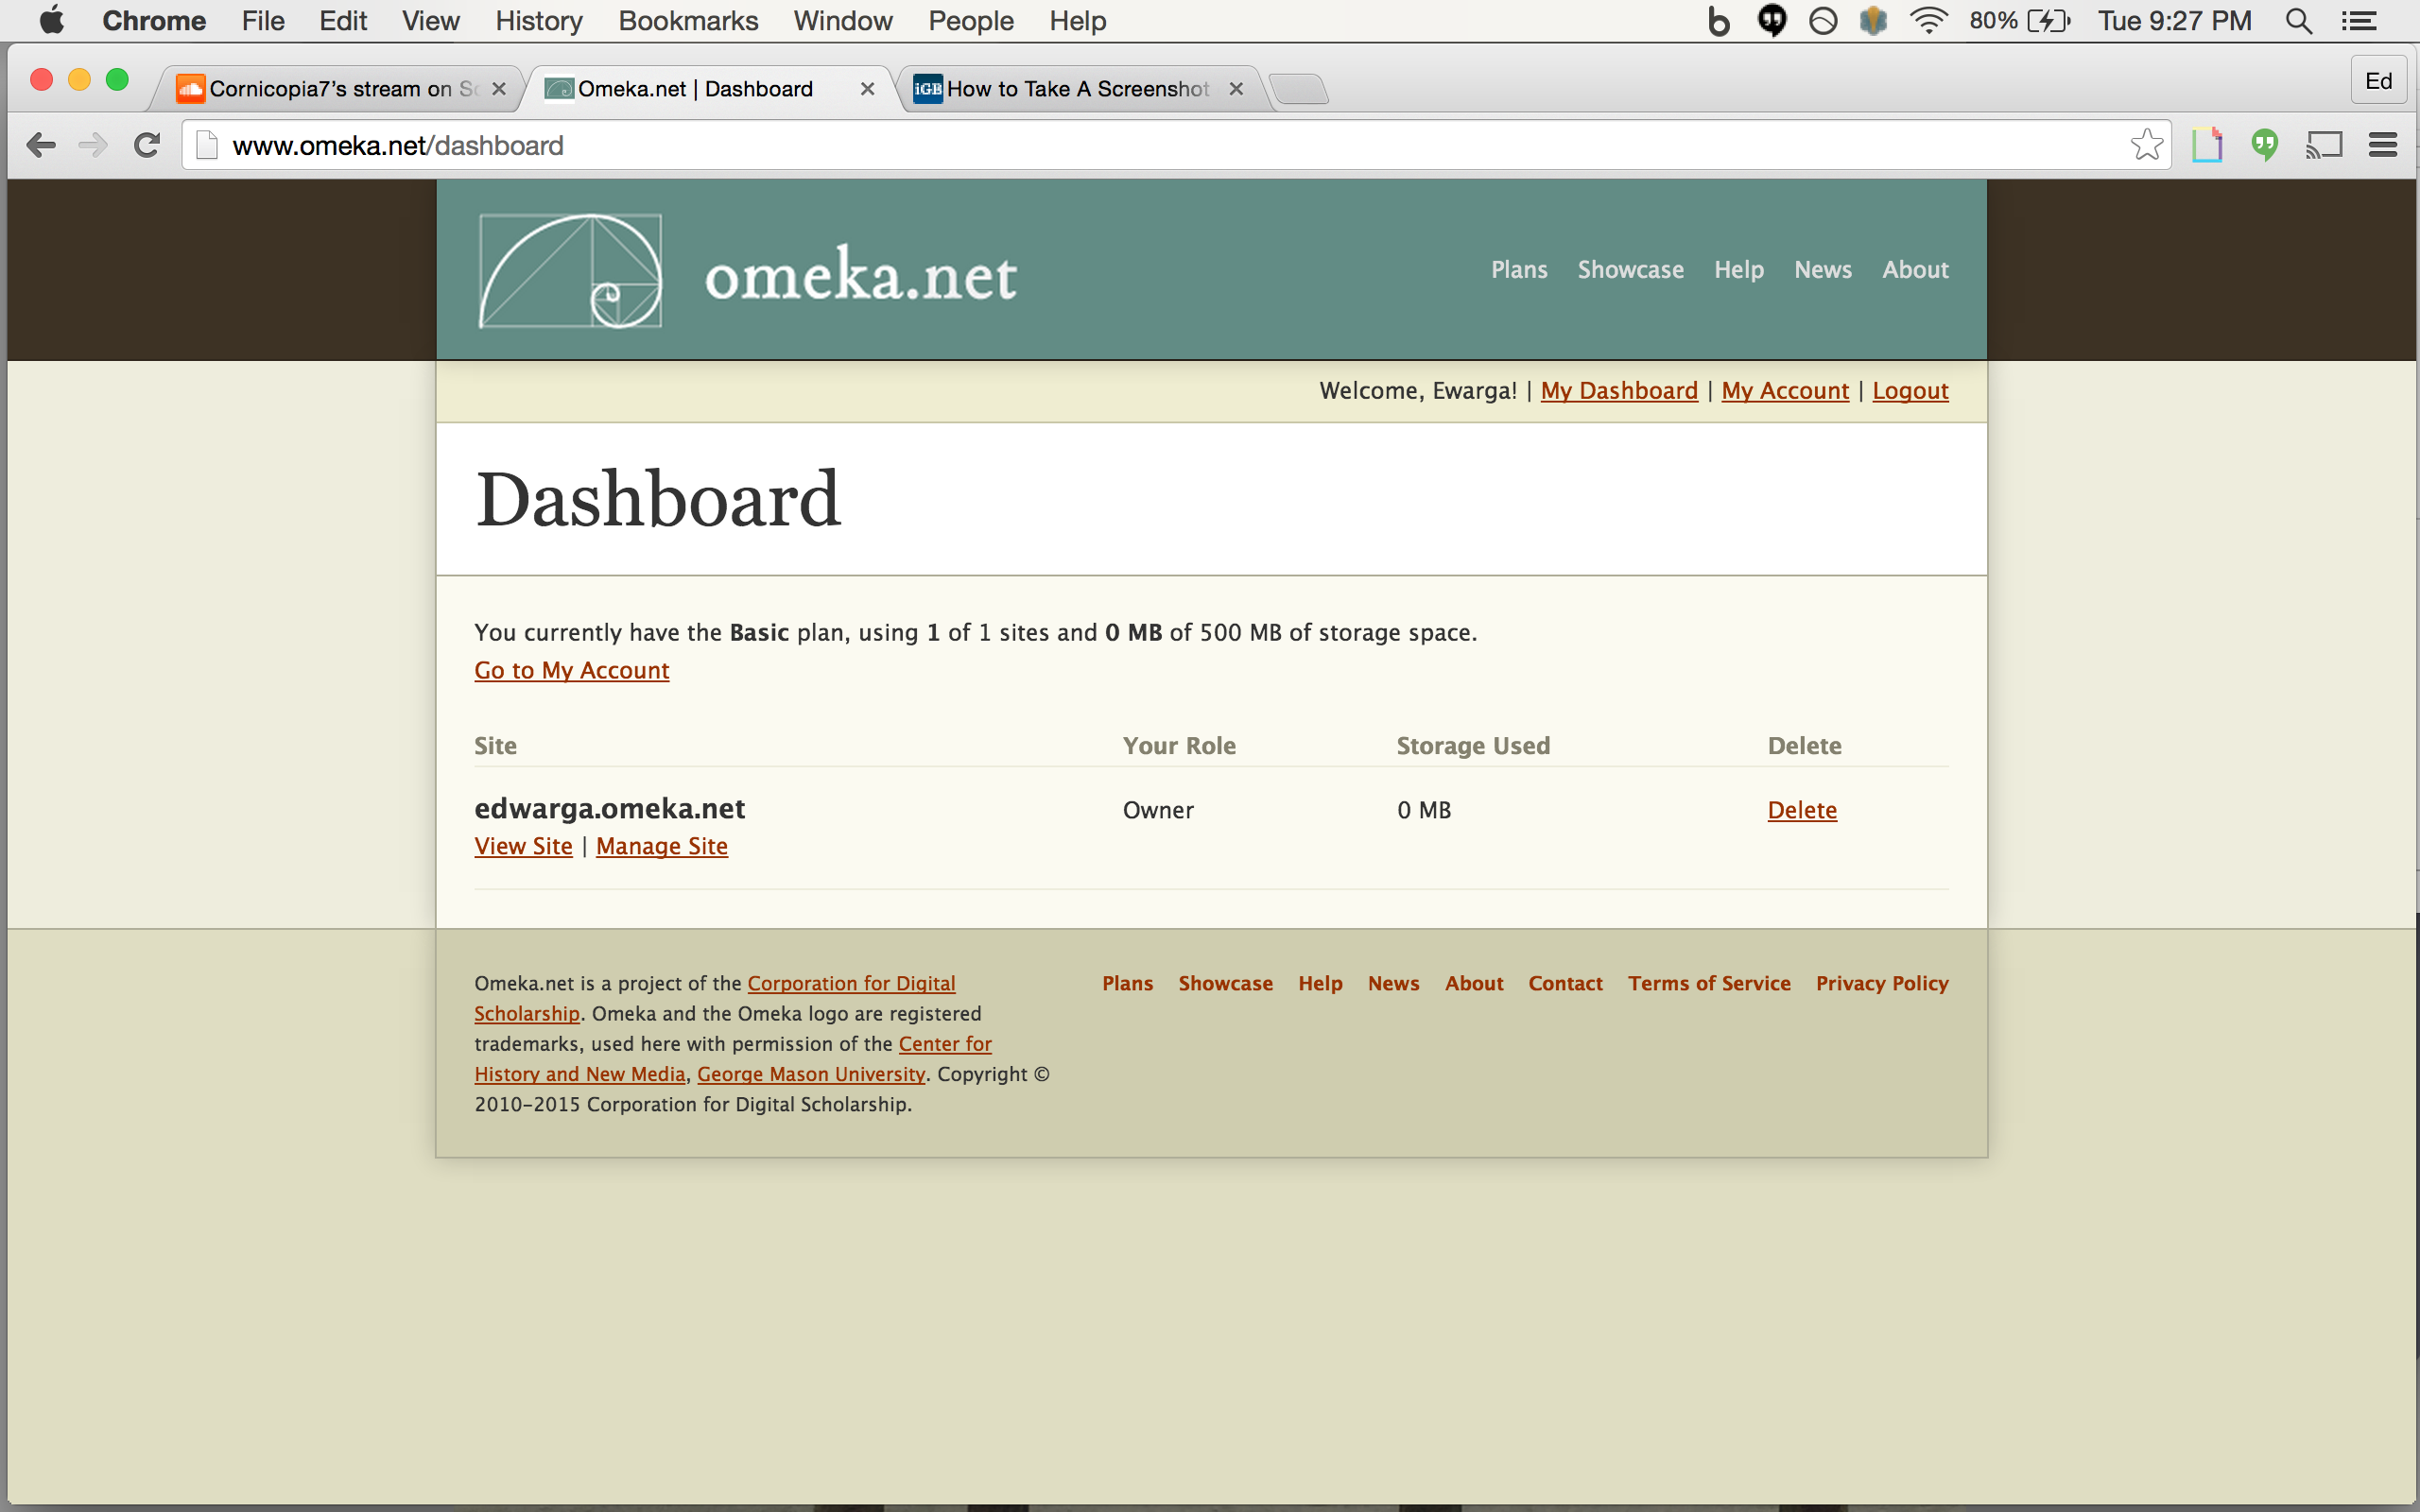 Chrome File Edit View History Bookmarks Window People Help b 80% Tue 9:27 PM
Cornicopia7's stream on So Omeka.net | Dashboard iGB How to Take A Screenshot Ed
www.omeka.net/dashboard
omeka.net
Plans Showcase Help News About
Welcome, Ewarga! | My Dashboard | My Account | Logout
Dashboard
You currently have the Basic plan, using 1 of 1 sites and 0 MB of 500 MB of storage space.
Go to My Account
Site Your Role Storage Used Delete
edwarga.omeka.net Owner 0 MB Delete
View Site | Manage Site
Omeka.net is a project of the Corporation for Digital
Scholarship. Omeka and the Omeka logo are registered
trademarks, used here with permission of the Center for
History and New Media, George Mason University. Copyright ©
2010–2015 Corporation for Digital Scholarship.
Plans Showcase Help News About Contact Terms of Service Privacy Policy